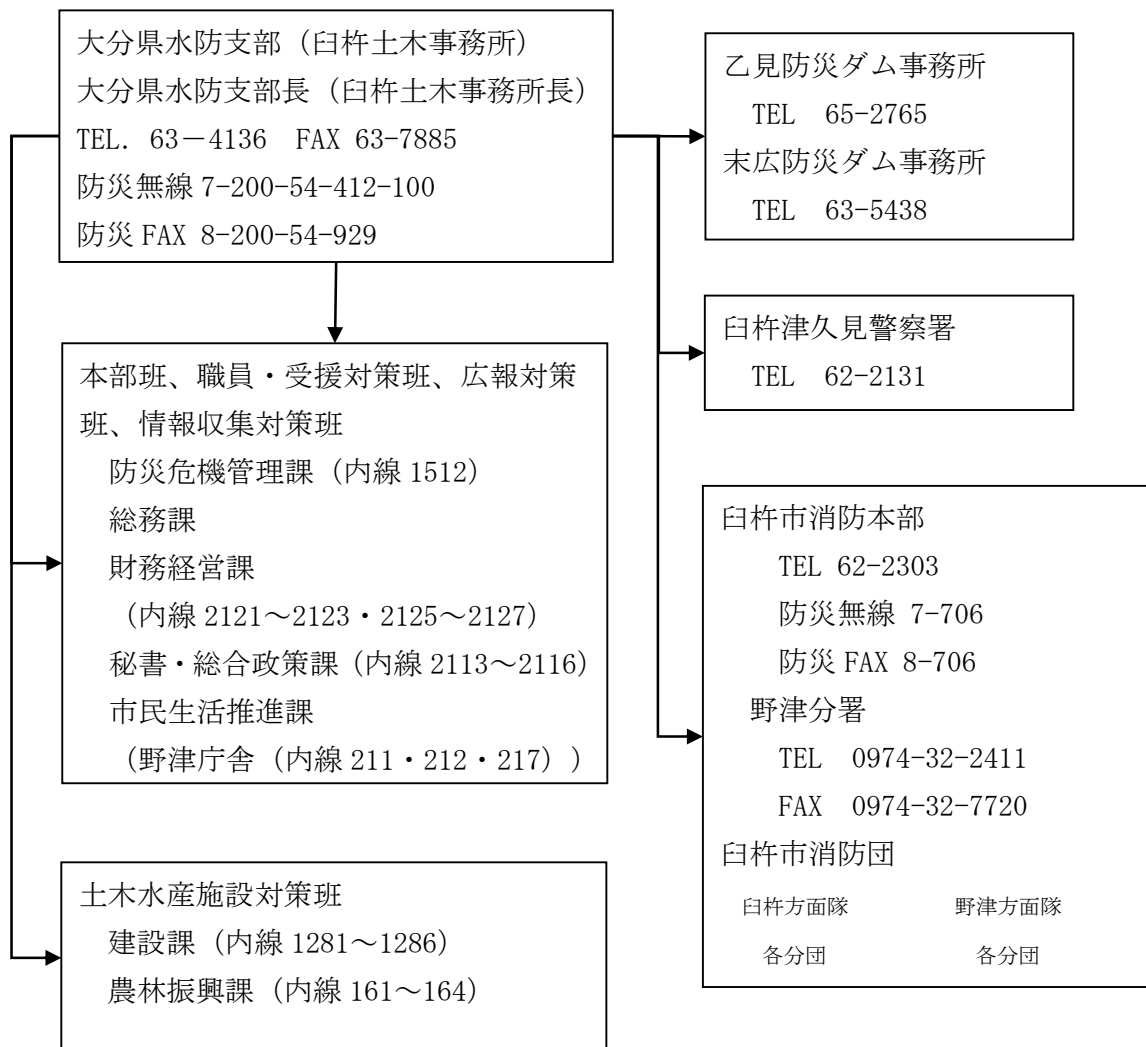 大分県水防支部（臼杵土木事務所）
大分県水防支部長（臼杵土木事務所長）
TEL. 63－4136　FAX 63-7885
防災無線 7-200-54-412-100
防災 FAX 8-200-54-929
本部班、職員・受援対策班、広報対策
班、情報収集対策班
防災危機管理課（内線 1512）
総務課
財務経営課
（内線 2121～2123・2125～2127）
秘書・総合政策課（内線 2113～2116）
市民生活推進課
（野津庁舎（内線 211・212・217））
土木水産施設対策班
建設課（内線 1281～1286）
農林振興課（内線 161～164）
乙見防災ダム事務所
TEL　65-2765
末広防災ダム事務所
TEL　63-5438
臼杵津久見警察署
TEL　62-2131
臼杵市消防本部
TEL 62-2303
防災無線 7-706
防災 FAX 8-706
野津分署
TEL　0974-32-2411
FAX　0974-32-7720
臼杵市消防団
臼杵方面隊　野津方面隊
各分団　各分団